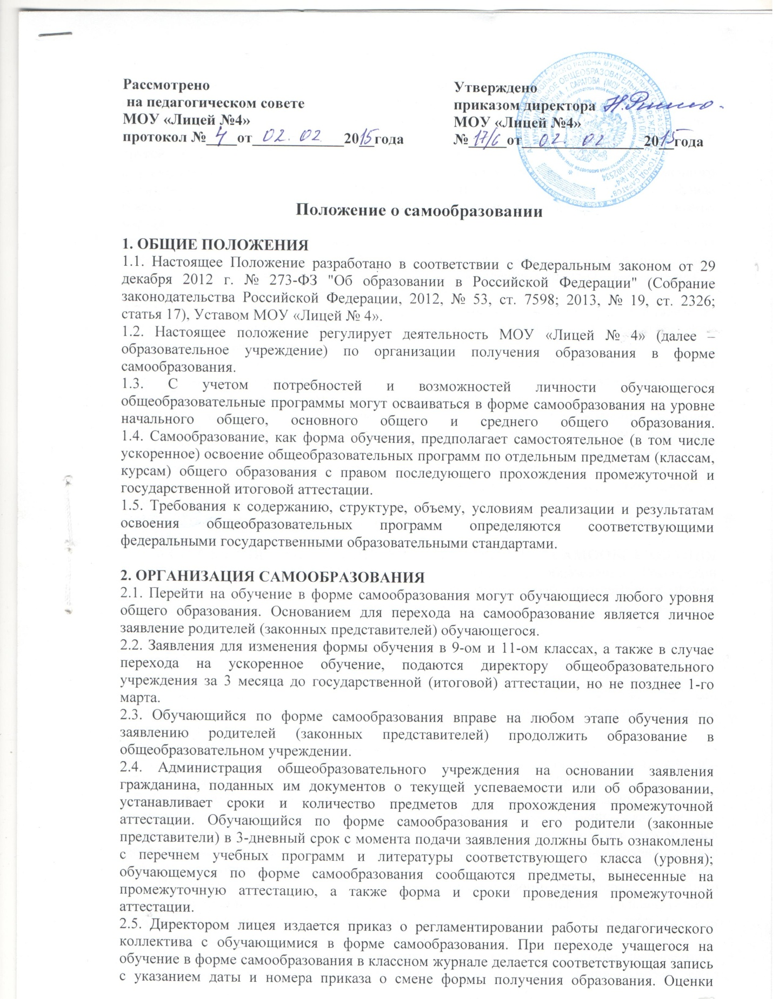 Рассмотрено
на педагогическом совете
МОУ «Лицей №4»
протокол № 4 от 02. 02 2015 года
Утверждено
приказом директора
МОУ «Лицей №4»
№ 17/6 от 02. 02 2015 года
Положение о самообразовании
1. ОБЩИЕ ПОЛОЖЕНИЯ
1.1. Настоящее Положение разработано в соответствии с Федеральным законом от 29
декабря 2012 г. № 273-ФЗ "Об образовании в Российской Федерации" (Собрание
законодательства Российской Федерации, 2012, № 53, ст. 7598; 2013, № 19, ст. 2326;
статья 17), Уставом МОУ «Лицей № 4».
1.2. Настоящее положение регулирует деятельность МОУ «Лицей № 4» (далее –
образовательное учреждение) по организации получения образования в форме
самообразования.
1.3. С учетом потребностей и возможностей личности обучающегося
общеобразовательные программы могут осваиваться в форме самообразования на уровне
начального общего, основного общего и среднего общего образования.
1.4. Самообразование, как форма обучения, предполагает самостоятельное (в том числе
ускоренное) освоение общеобразовательных программ по отдельным предметам (классам,
курсам) общего образования с правом последующего прохождения промежуточной и
государственной итоговой аттестации.
1.5. Требования к содержанию, структуре, объему, условиям реализации и результатам
освоения общеобразовательных программ определяются соответствующими
федеральными государственными образовательными стандартами.
2. ОРГАНИЗАЦИЯ САМООБРАЗОВАНИЯ
2.1. Перейти на обучение в форме самообразования могут обучающиеся любого уровня
общего образования. Основанием для перехода на самообразование является личное
заявление родителей (законных представителей) обучающегося.
2.2. Заявления для изменения формы обучения в 9-ом и 11-ом классах, а также в случае
перехода на ускоренное обучение, подаются директору общеобразовательного
учреждения за 3 месяца до государственной (итоговой) аттестации, но не позднее 1-го
марта.
2.3. Обучающийся по форме самообразования вправе на любом этапе обучения по
заявлению родителей (законных представителей) продолжить образование в
общеобразовательном учреждении.
2.4. Администрация общеобразовательного учреждения на основании заявления
гражданина, поданных им документов о текущей успеваемости или об образовании,
устанавливает сроки и количество предметов для прохождения промежуточной
аттестации. Обучающийся по форме самообразования и его родители (законные
представители) в 3-дневный срок с момента подачи заявления должны быть ознакомлены
с перечнем учебных программ и литературы соответствующего класса (уровня);
обучающемуся по форме самообразования сообщаются предметы, вынесенные на
промежуточную аттестацию, а также форма и сроки проведения промежуточной
аттестации.
2.5. Директором лицея издается приказ о регламентировании работы педагогического
коллектива с обучающимися в форме самообразования. При переходе учащегося на
обучение в форме самообразования в классном журнале делается соответствующая запись
с указанием даты и номера приказа о смене формы получения образования. Оценки